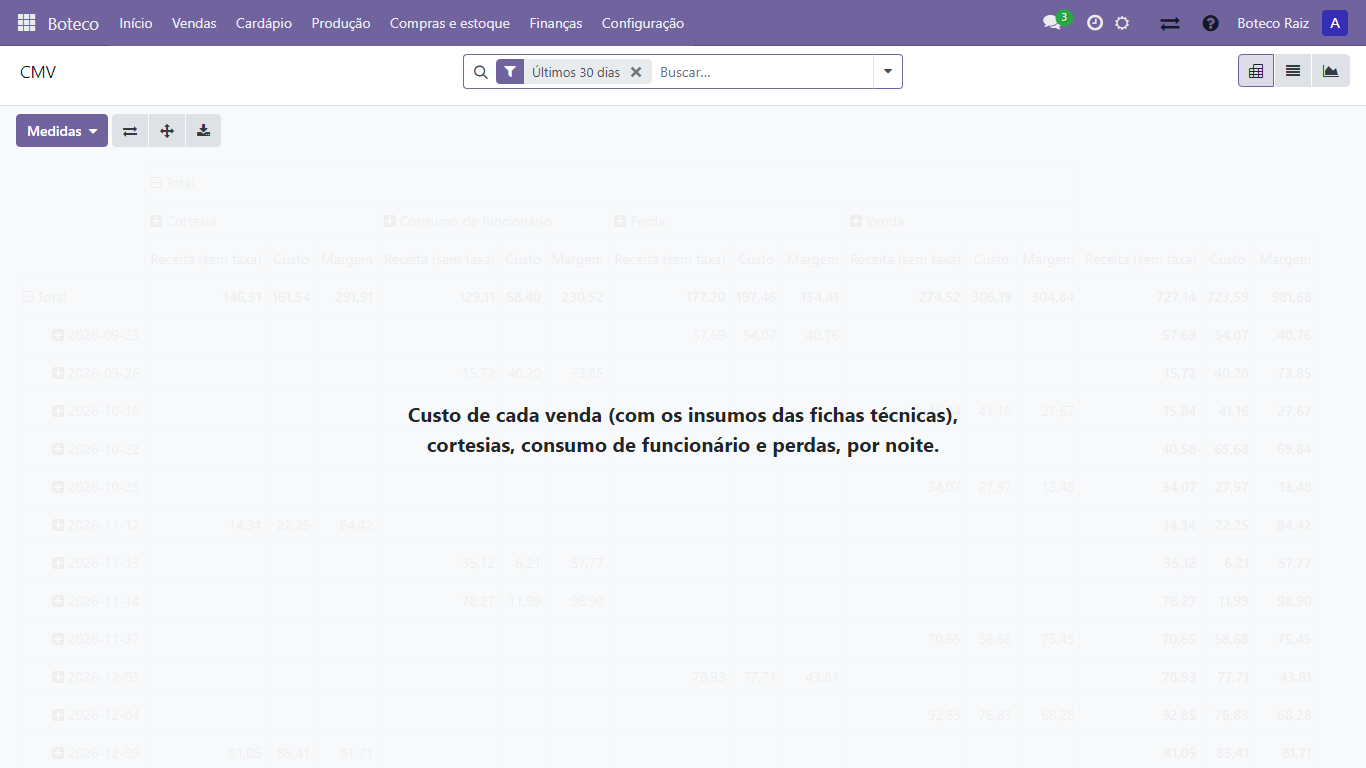 Boteco Início Vendas Cardápio Produção Compras e estoque Finanças Configuração 3 Boteco Raiz A
CMV Últimos 30 dias Buscar...
Medidas
Total
Cortesia Consumo de funcionário Perda Venda
Receita (sem taxa) Custo Margem Receita (sem taxa) Custo Margem Receita (sem taxa) Custo Margem Receita (sem taxa) Custo Margem Receita (sem taxa) Custo Margem
Total 146,31 161,54 291,91 129,11 58,40 230,52 177,20 197,46 154,41 274,52 306,19 304,84 727,14 723,59 981,68
2026-09-23 57,69 54,07 40,76 57,69 54,07 40,76
2026-09-26 15,72 40,20 73,85 15,72 40,20 73,85
2026-10-16 41,16 27,67 15,84 41,16 27,67
Custo de cada venda (com os insumos das fichas técnicas),
cortesias, consumo de funcionário e perdas, por noite.
2026-10-22 40,58 65,68 69,84
2026-10-25 34,07 27,97 13,48 34,07 27,97 13,48
2026-11-12 14,34 22,25 84,42 14,34 22,25 84,42
2026-11-13 35,12 6,21 57,77 35,12 6,21 57,77
2026-11-14 78,27 11,99 98,90 78,27 11,99 98,90
2026-11-27 70,65 58,68 75,45 70,65 58,68 75,45
2026-12-03 78,93 77,71 43,81 78,93 77,71 43,81
2026-12-04 92,85 76,83 68,28 92,85 76,83 68,28
2026-12-09 81,05 85,41 81,71 81,05 85,41 81,71